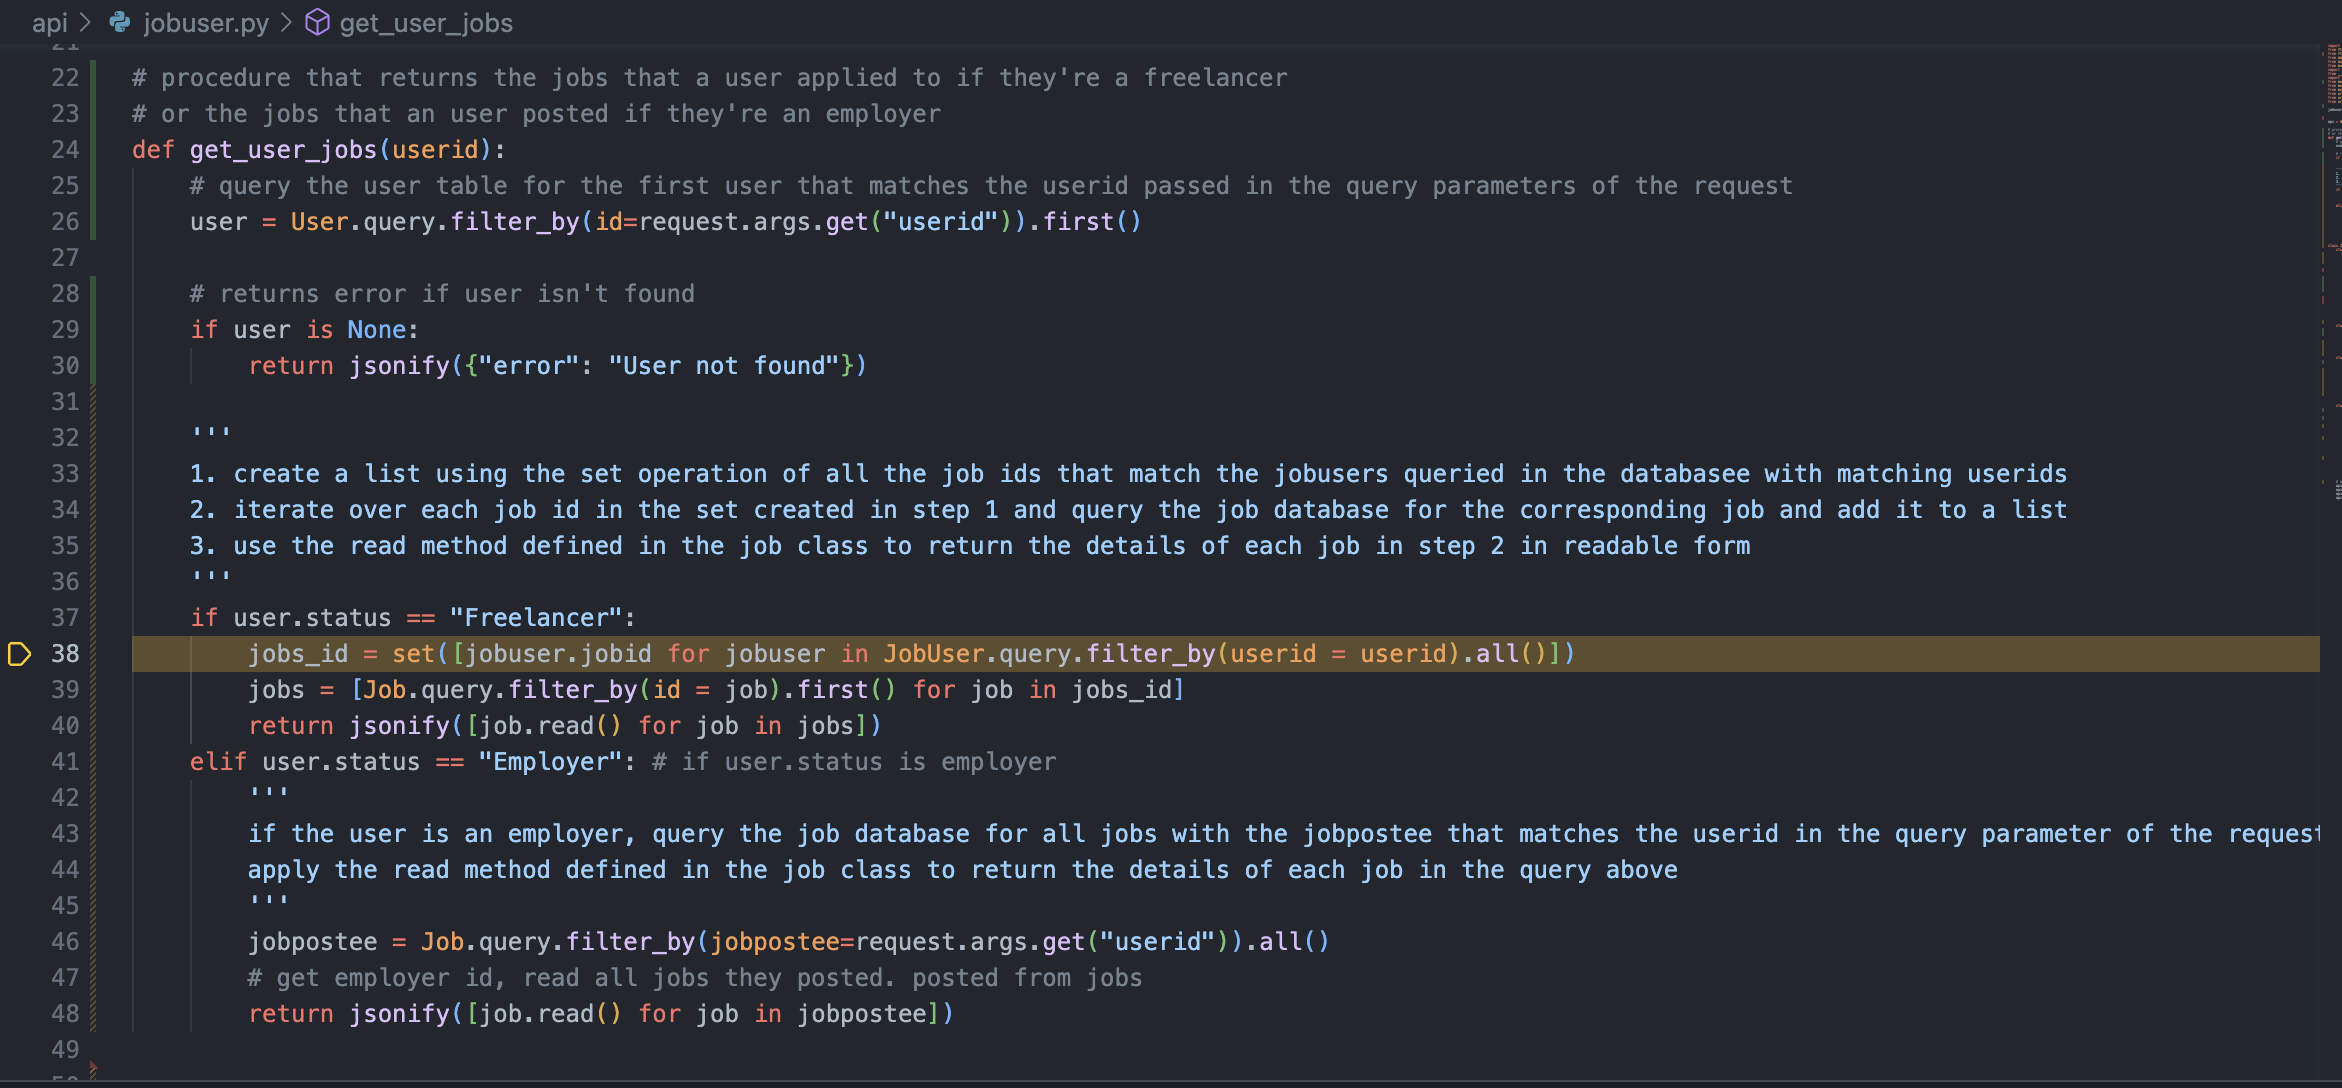 api > jobuser.py > get_user_jobs
21
22 # procedure that returns the jobs that a user applied to if they're a freelancer
23 # or the jobs that an user posted if they're an employer
24 def get_user_jobs(userid):
25     # query the user table for the first user that matches the userid passed in the query parameters of the request
26     user = User.query.filter_by(id=request.args.get("userid")).first()
27
28     # returns error if user isn't found
29     if user is None:
30         return jsonify({"error": "User not found"})
31
32     '''
33     1. create a list using the set operation of all the job ids that match the jobusers queried in the databasee with matching userids
34     2. iterate over each job id in the set created in step 1 and query the job database for the corresponding job and add it to a list
35     3. use the read method defined in the job class to return the details of each job in step 2 in readable form
36     '''
37     if user.status == "Freelancer":
38         jobs_id = set([jobuser.jobid for jobuser in JobUser.query.filter_by(userid = userid).all()])
39         jobs = [Job.query.filter_by(id = job).first() for job in jobs_id]
40         return jsonify([job.read() for job in jobs])
41     elif user.status == "Employer": # if user.status is employer
42         '''
43         if the user is an employer, query the job database for all jobs with the jobpostee that matches the userid in the query parameter of the request
44         apply the read method defined in the job class to return the details of each job in the query above
45         '''
46         jobpostee = Job.query.filter_by(jobpostee=request.args.get("userid")).all()
47         # get employer id, read all jobs they posted. posted from jobs
48         return jsonify([job.read() for job in jobpostee])
49
50